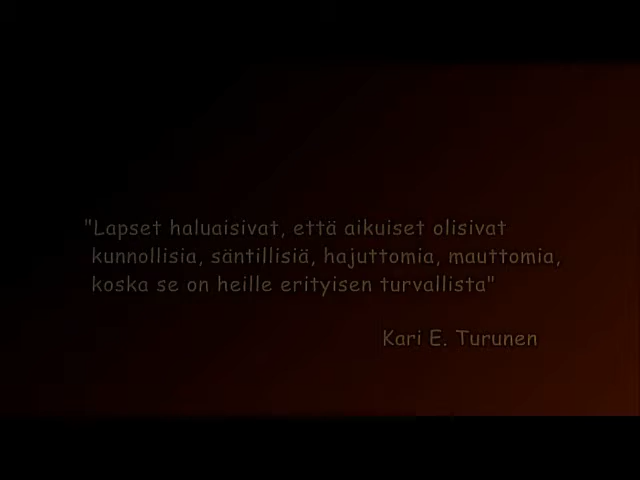 "Lapset haluaisivat, että aikuiset olisivat
kunnollisia, säntillisiä, hajuttomia, mauttomia,
koska se on heille erityisen turvallista"
Kari E. Turunen